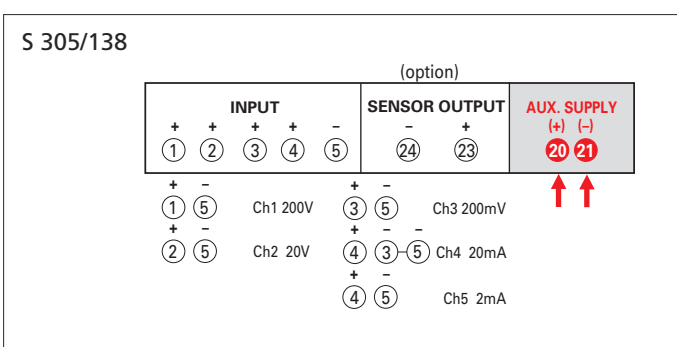 S 305/138
(option)
INPUT SENSOR OUTPUT AUX. SUPPLY
+ + + + − − + (+) (−)
1 2 3 4 5 24 23 20 21
+ − + −
1 5 Ch1 200V 3 5 Ch3 200mV
+ − + − −
2 5 Ch2 20V 4 3 5 Ch4 20mA
+ −
4 5 Ch5 2mA